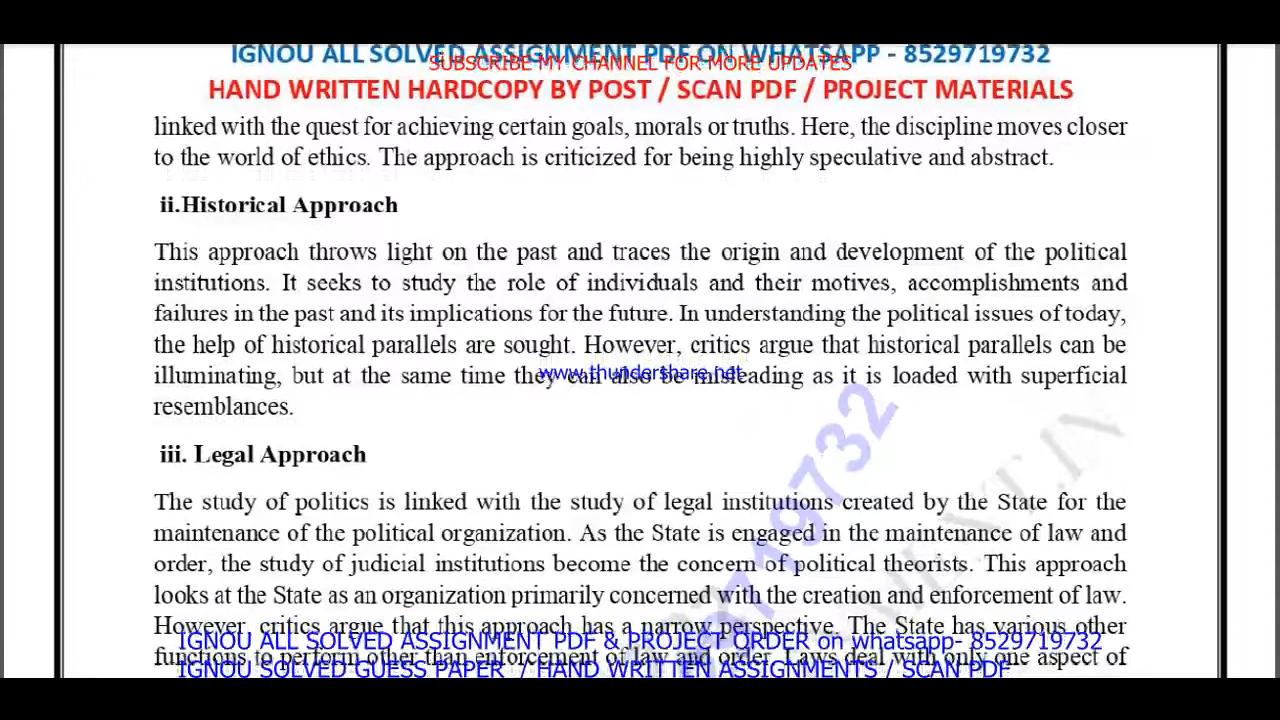 IGNOU ALL SOLVED ASSIGNMENT PDF ON WHATSAPP - 8529719732
SUBSCRIBE MY CHANNEL FOR MORE UPDATES
HAND WRITTEN HARDCOPY BY POST / SCAN PDF / PROJECT MATERIALS
linked with the quest for achieving certain goals, morals or truths. Here, the discipline moves closer
to the world of ethics. The approach is criticized for being highly speculative and abstract.
ii.Historical Approach
This approach throws light on the past and traces the origin and development of the political
institutions. It seeks to study the role of individuals and their motives, accomplishments and
failures in the past and its implications for the future. In understanding the political issues of today,
the help of historical parallels are sought. However, critics argue that historical parallels can be
illuminating, but at the same time they can also be misleading as it is loaded with superficial
www.thundershare.net
resemblances.
iii. Legal Approach
The study of politics is linked with the study of legal institutions created by the State for the
maintenance of the political organization. As the State is engaged in the maintenance of law and
order, the study of judicial institutions become the concern of political theorists. This approach
looks at the State as an organization primarily concerned with the creation and enforcement of law.
However, critics argue that this approach has a narrow perspective. The State has various other
IGNOU ALL SOLVED ASSIGNMENT PDF & PROJECT ORDER on whatsapp- 8529719732
functions to perform other than enforcement of law and order. Laws deal with only one aspect of
IGNOU SOLVED GUESS PAPER / HAND WRITTEN ASSIGNMENTS / SCAN PDF